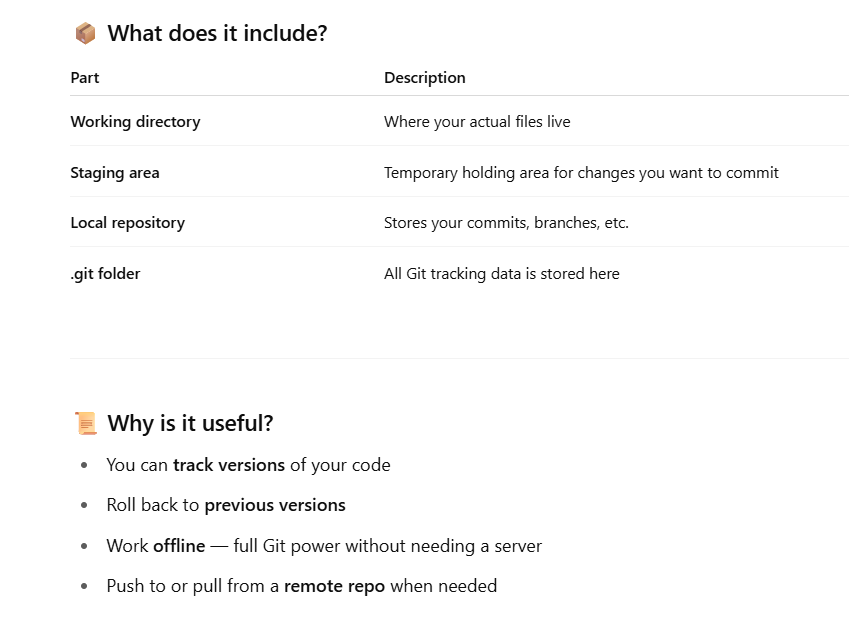 📦 What does it include?
Part Description
Working directory Where your actual files live
Staging area Temporary holding area for changes you want to commit
Local repository Stores your commits, branches, etc.
.git folder All Git tracking data is stored here
📜 Why is it useful?
• You can track versions of your code
• Roll back to previous versions
• Work offline — full Git power without needing a server
• Push to or pull from a remote repo when needed